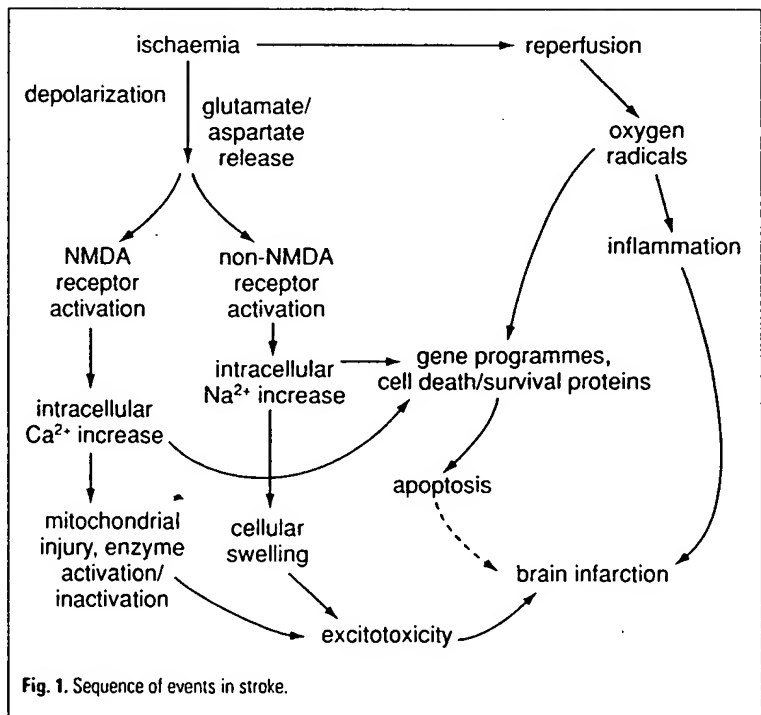 ischaemia
reperfusion
depolarization
glutamate/
aspartate
release
oxygen
radicals
NMDA
receptor
activation
non-NMDA
receptor
activation
inflammation
intracellular
Na²⁺ increase
gene programmes,
cell death/survival proteins
intracellular
Ca²⁺ increase
apoptosis
mitochondrial
injury, enzyme
activation/
inactivation
cellular
swelling
brain infarction
excitotoxicity
Fig. 1. Sequence of events in stroke.